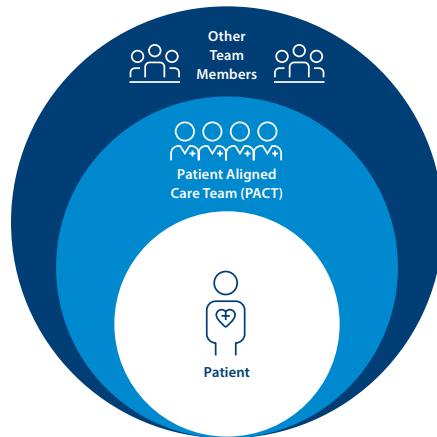 Other
Team
Members
Patient Aligned
Care Team (PACT)
Patient